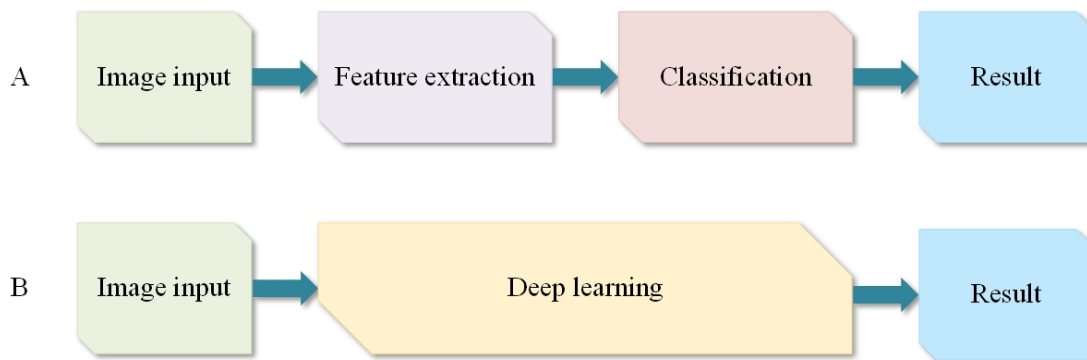 A
Image input
Feature extraction
Classification
Result
B
Image input
Deep learning
Result